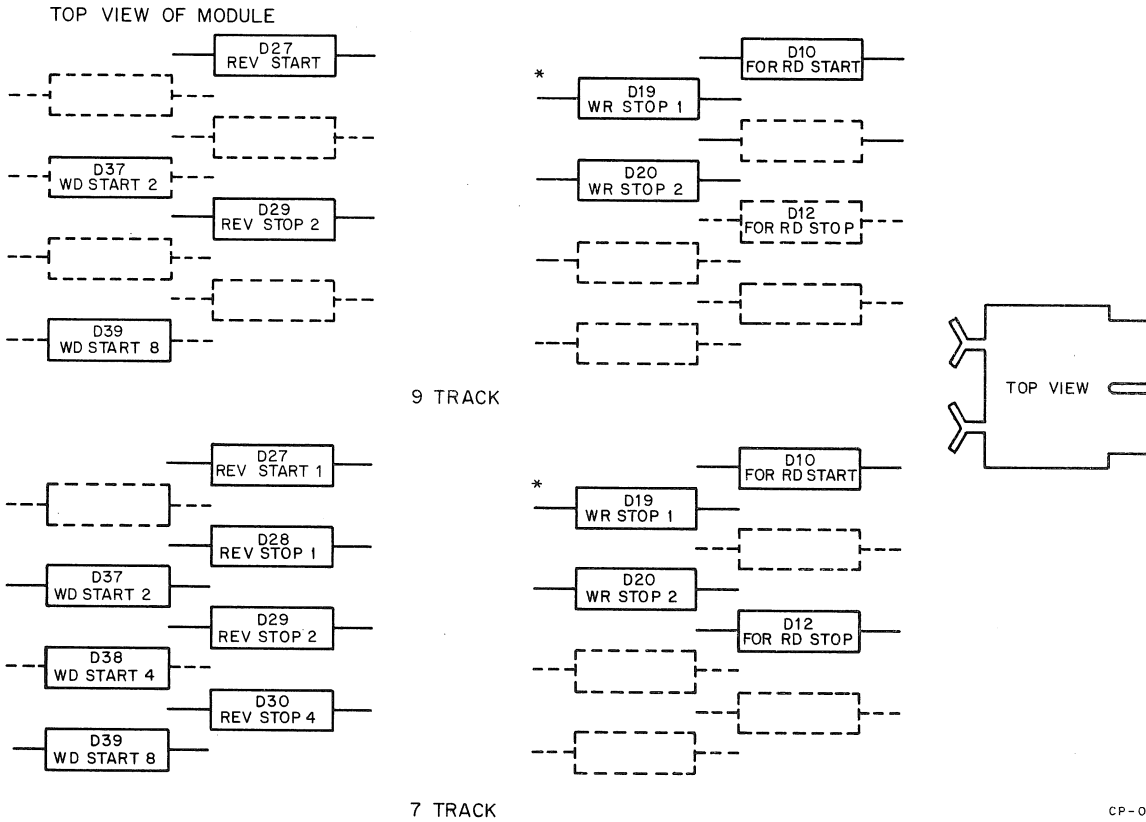 TOP VIEW OF MODULE
D27
REV START
D37
WD START 2
D29
REV STOP 2
D39
WD START 8
D10
FOR RD START
*
D19
WR STOP 1
D20
WR STOP 2
D12
FOR RD STOP
TOP VIEW
9 TRACK
D27
REV START 1
D28
REV STOP 1
D37
WD START 2
D29
REV STOP 2
D38
WD START 4
D30
REV STOP 4
D39
WD START 8
D10
FOR RD START
*
D19
WR STOP 1
D20
WR STOP 2
D12
FOR RD STOP
7 TRACK
CP-0